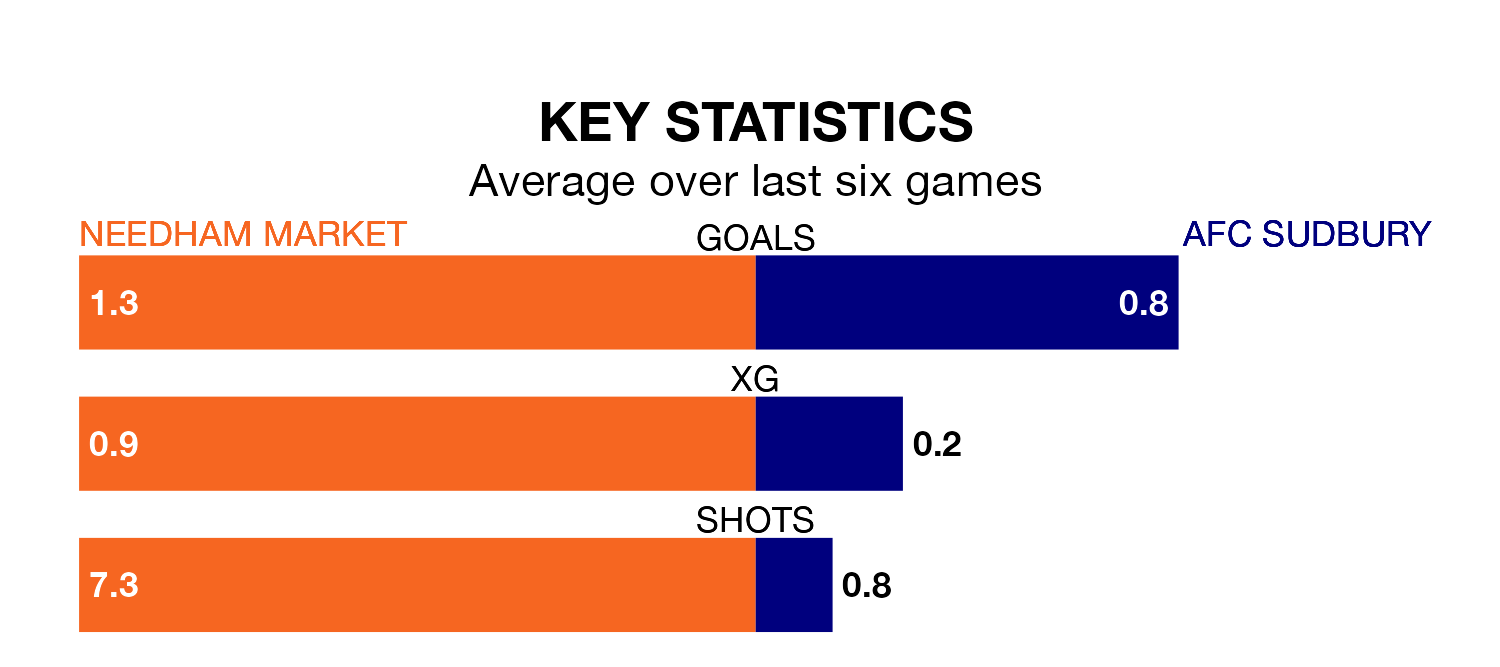 KEY STATISTICS
Average over last six games
NEEDHAM MARKET GOALS AFC SUDBURY
1.3 0.8
XG
0.9 0.2
SHOTS
7.3 0.8